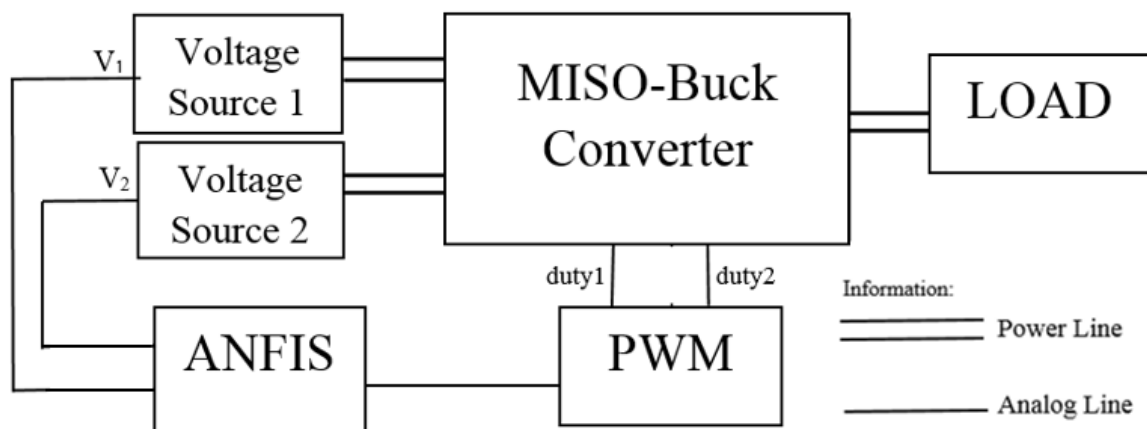 V₁
Voltage
Source 1
MISO-Buck
Converter
LOAD
V₂
Voltage
Source 2
duty1
duty2
ANFIS
PWM
Information:
Power Line
Analog Line